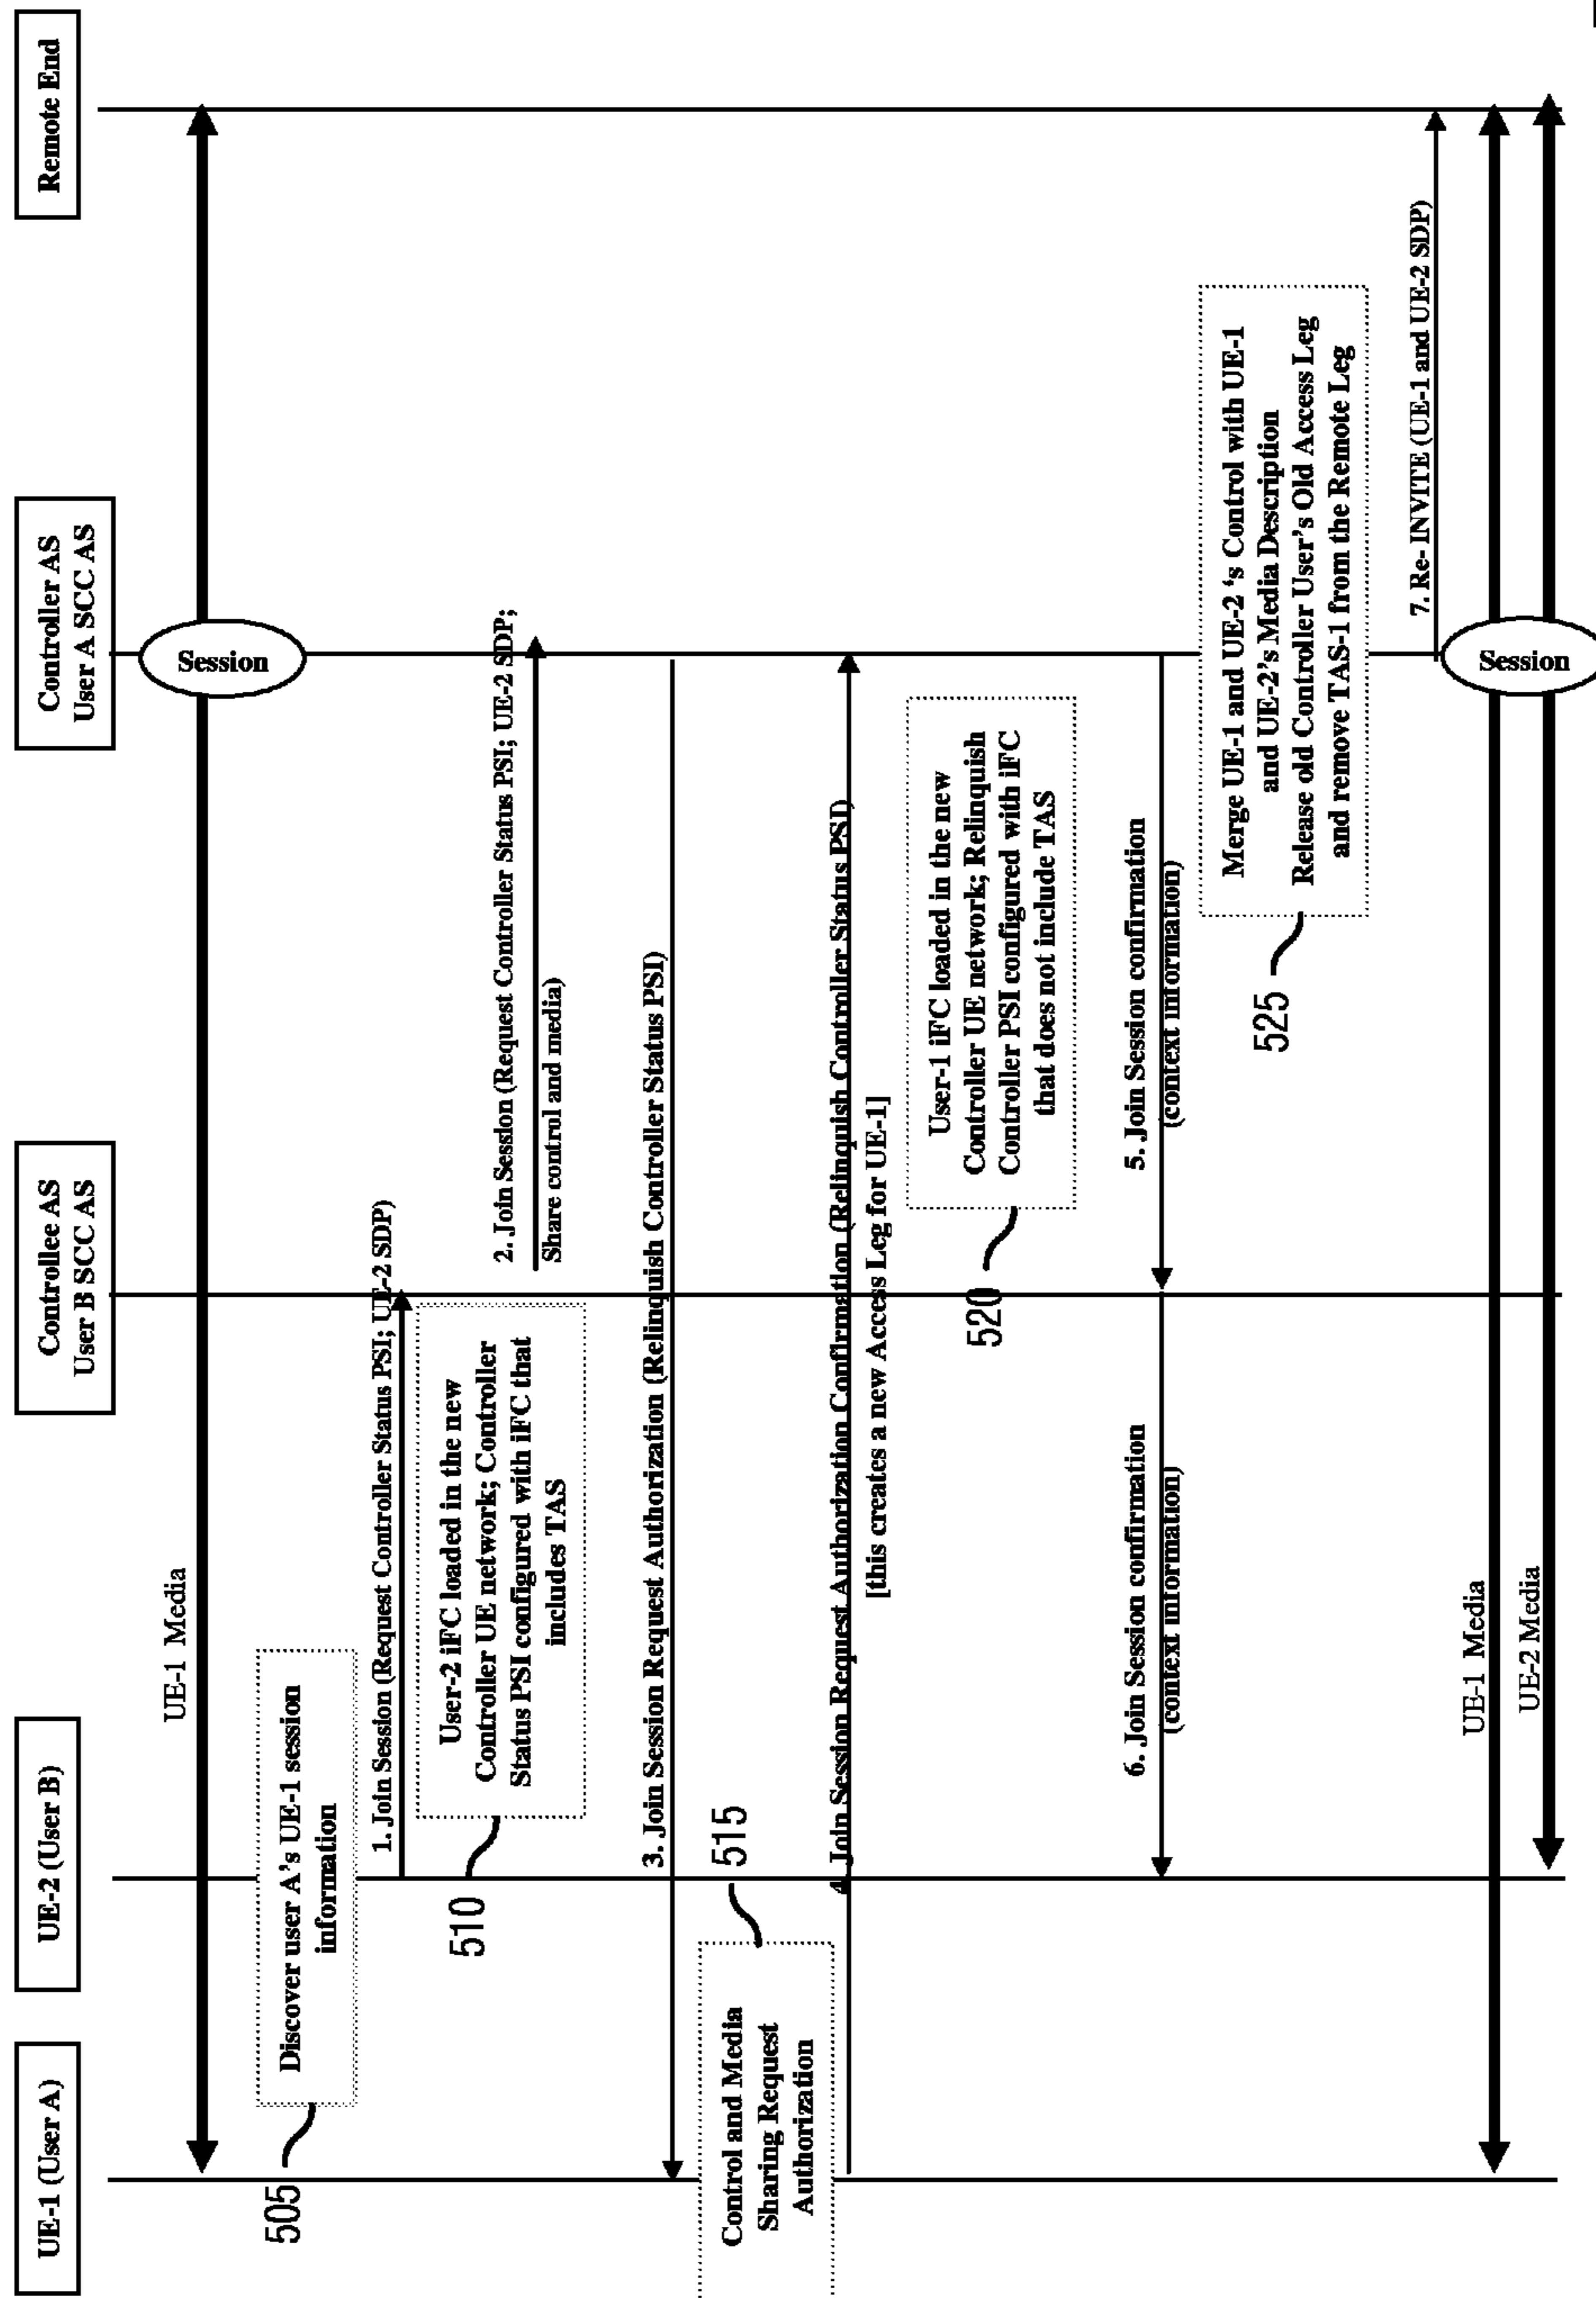 UE-1 (User A)
UE-2 (User B)
Controllee AS
User B SCC AS
Controller AS
User A SCC AS
Remote End
UE-1 Media
Session
Discover user A's UE-1 session
information
505
1. Join Session (Request Controller Status PSI; UE-2 SDP)
User-2 iFC loaded in the new
Controller UE network; Controller
Status PSI configured with iFC that
includes TAS
510
2. Join Session (Request Controller Status PSI; UE-2 SDP;
Share control and media)
3. Join Session Request Authorization (Relinquish Controller Status PSI)
Control and Media
Sharing Request
Authorization
515
4. Join Session Request Authorization Confirmation (Relinquish Controller Status PSI)
[this creates a new Access Leg for UE-1]
User-1 iFC loaded in the new
Controller UE network; Relinquish
Controller PSI configured with iFC
that does not include TAS
520
5. Join Session confirmation
(context information)
6. Join Session confirmation
(context information)
Merge UE-1 and UE-2 ‘s Control with UE-1
and UE-2’s Media Description
Release old Controller User’s Old Access Leg
and remove TAS-1 from the Remote Leg
525
7. Re- INVITE (UE-1 and UE-2 SDP)
UE-1 Media
Session
UE-2 Media